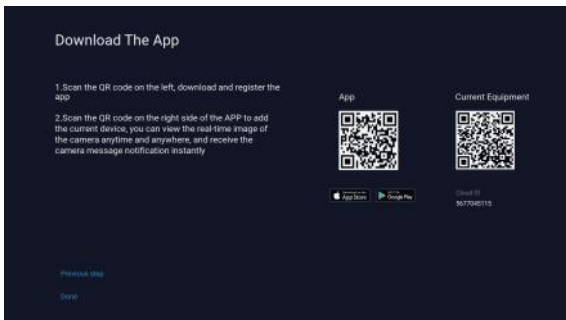 Download The App
1.Scan the QR code on the left, download and register the
app
2.Scan the QR code on the right side of the APP to add
the current device, you can view the real-time image of
the camera anytime and anywhere, and receive the
camera message notification instantly
App
Current Equipment
App Store
Google Play
Cloud ID
5677045115
Previous step
Done